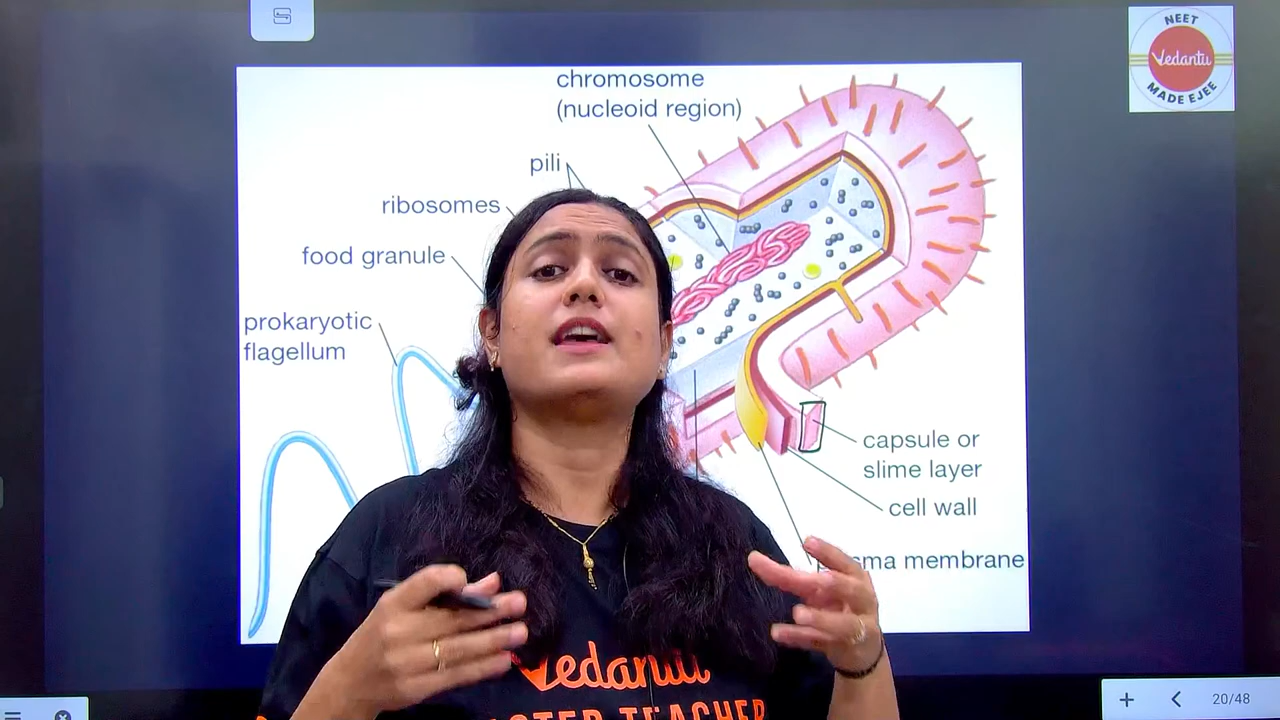 NEET
Vedantu
MADE EJEE
chromosome
(nucleoid region)
pili
ribosomes
food granule
prokaryotic
flagellum
capsule or
slime layer
cell wall
membrane
Vedantu
TEACHER
20/48